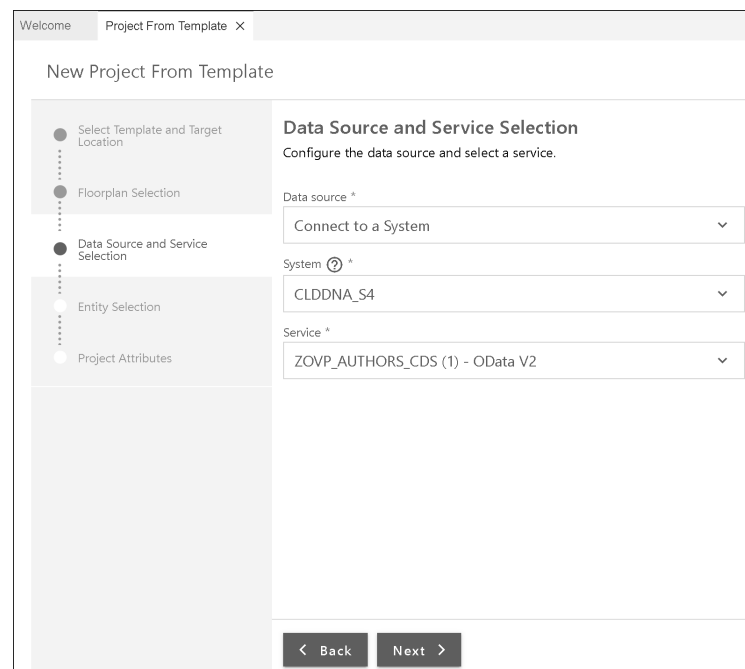 Welcome
Project From Template
New Project From Template
Select Template and Target
Location
Floorplan Selection
Data Source and Service
Selection
Entity Selection
Project Attributes
Data Source and Service Selection
Configure the data source and select a service.
Data source *
Connect to a System
System ? *
CLDDNA_S4
Service *
ZOVP_AUTHORS_CDS (1) - OData V2
Back
Next